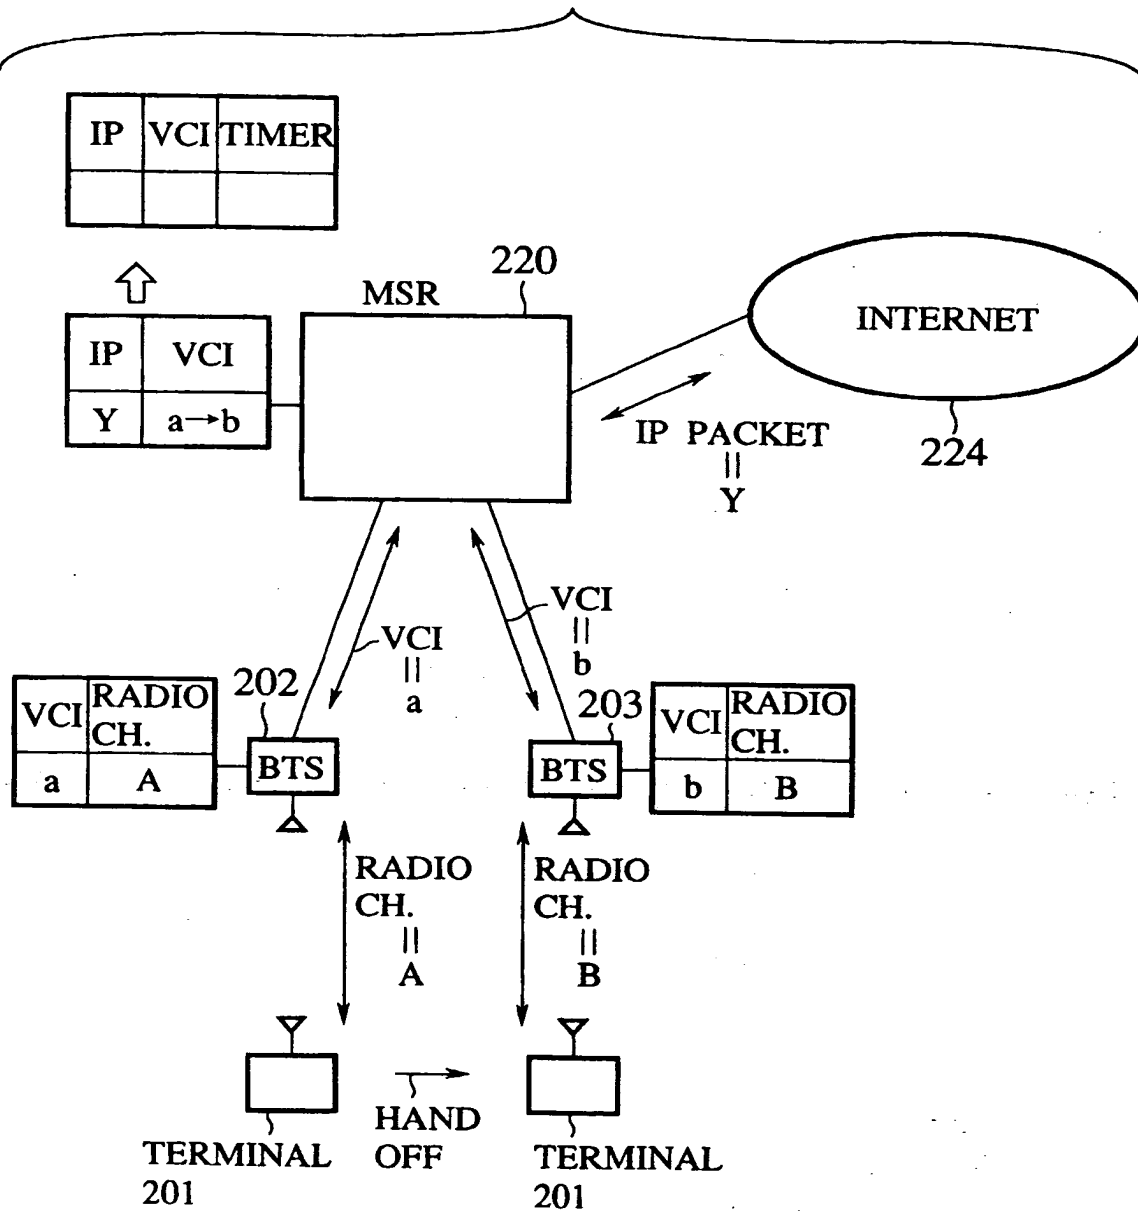 IP VCI TIMER
220
MSR
INTERNET
IP VCI
Y a→b
IP PACKET
||
Y
224
VCI
||
a
VCI
||
b
202
203
VCI RADIO CH.
a A
BTS
BTS
VCI RADIO CH.
b B
RADIO
CH.
||
A
RADIO
CH.
||
B
HAND
OFF
TERMINAL
201
TERMINAL
201